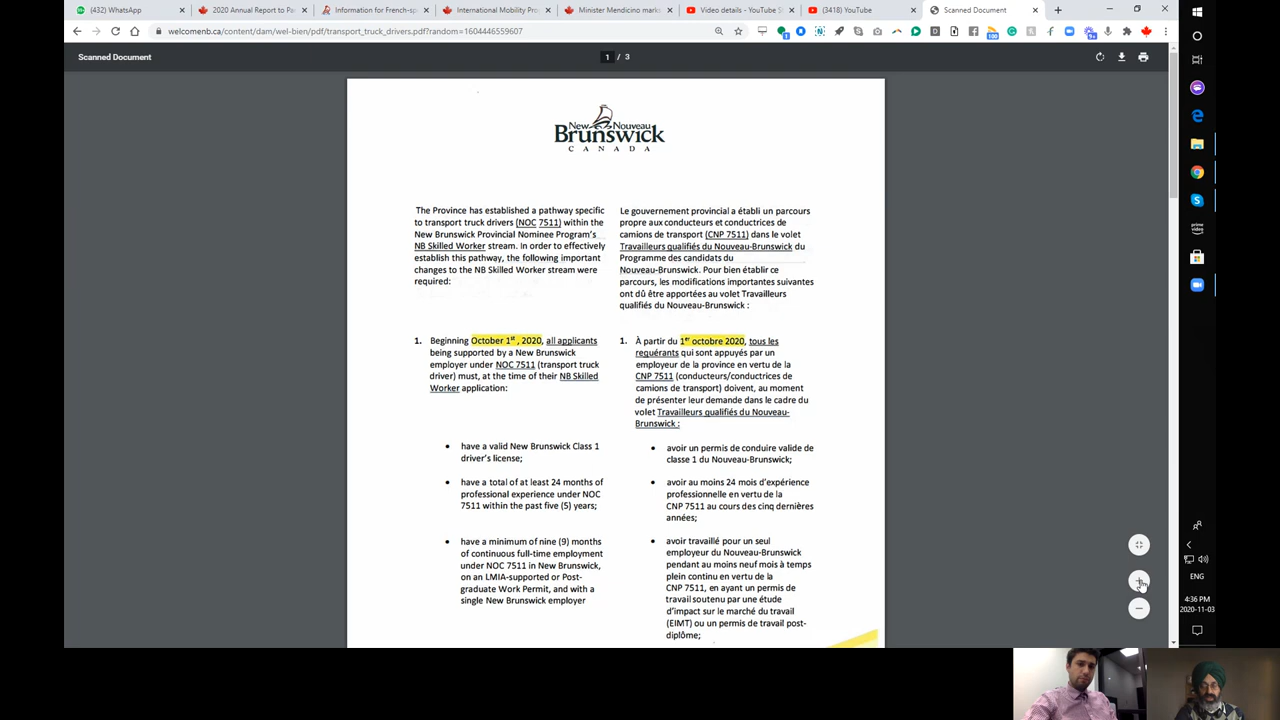 (432) WhatsApp
2020 Annual Report to Pa
Information for French-sp
International Mobility Pro
Minister Mendicino mark
Video details - YouTube S
(3418) YouTube
Scanned Document
welcomenb.ca/content/dam/wel-bien/pdf/transport_truck_drivers.pdf?random=1604446559607
Scanned Document
1 / 3
New Nouveau
Brunswick
CANADA
The Province has established a pathway specific
to transport truck drivers (NOC 7511) within the
New Brunswick Provincial Nominee Program's
NB Skilled Worker stream. In order to effectively
establish this pathway, the following important
changes to the NB Skilled Worker stream were
required:
1. Beginning October 1st, 2020, all applicants
being supported by a New Brunswick
employer under NOC 7511 (transport truck
driver) must, at the time of their NB Skilled
Worker application:
• have a valid New Brunswick Class 1
driver's license;
• have a total of at least 24 months of
professional experience under NOC
7511 within the past five (5) years;
• have a minimum of nine (9) months
of continuous full-time employment
under NOC 7511 in New Brunswick,
on an LMIA-supported or Post-
graduate Work Permit, and with a
single New Brunswick employer
Le gouvernement provincial a établi un parcours
propre aux conducteurs et conductrices de
camions de transport (CNP 7511) dans le volet
Travailleurs qualifiés du Nouveau-Brunswick du
Programme des candidats du
Nouveau-Brunswick. Pour bien établir ce
parcours, les modifications importantes suivantes
ont dû être apportées au volet Travailleurs
qualifiés du Nouveau-Brunswick :
1. À partir du 1er octobre 2020, tous les
requérants qui sont appuyés par un
employeur de la province en vertu de la
CNP 7511 (conducteurs/conductrices de
camions de transport) doivent, au moment
de présenter leur demande dans le cadre du
volet Travailleurs qualifiés du Nouveau-
Brunswick :
• avoir un permis de conduire valide de
classe 1 du Nouveau-Brunswick;
• avoir au moins 24 mois d'expérience
professionnelle en vertu de la
CNP 7511 au cours des cinq dernières
années;
• avoir travaillé pour un seul
employeur du Nouveau-Brunswick
pendant au moins neuf mois à temps
plein continu en vertu de la
CNP 7511, en ayant un permis de
travail soutenu par une étude
d'impact sur le marché du travail
(EIMT) ou un permis de travail post-
diplôme;
prime video
ENG
4:36 PM
2020-11-03